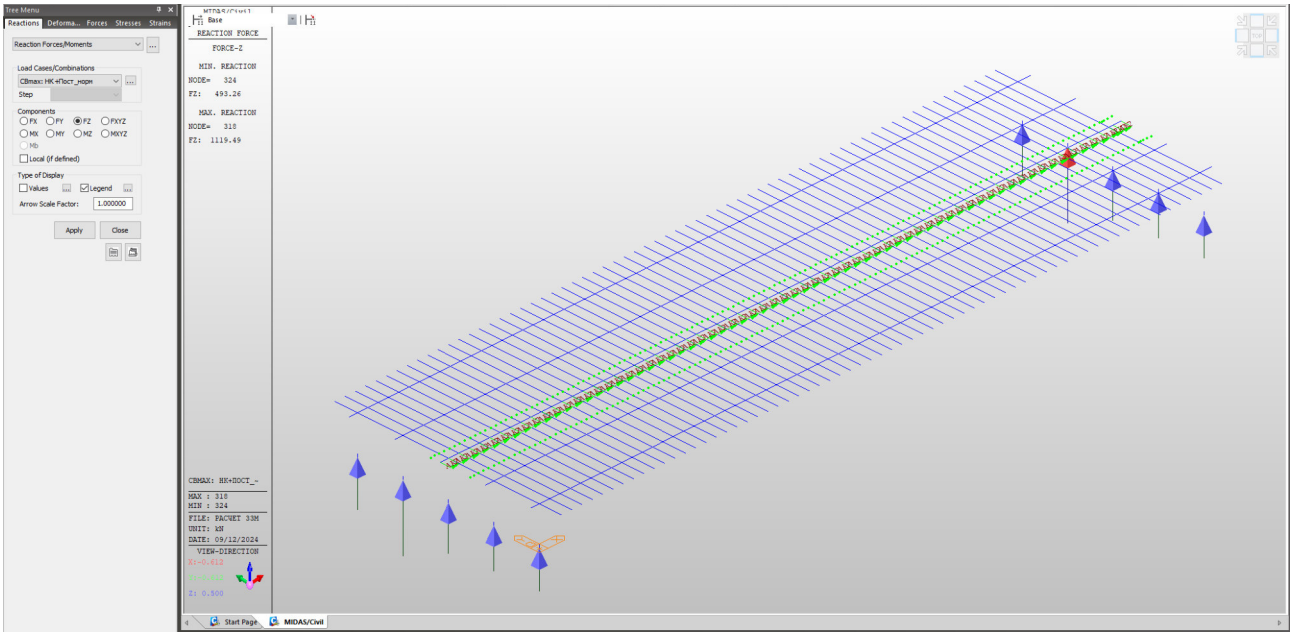 Tree Menu
Reactions Deforma... Forces Stresses Strains
Reaction Forces/Moments
...
Load Cases/Combinations
CBmax: НК+Пост_норм
...
Step
Components
FX FY FZ FXYZ
MX MY MZ MXYZ
Mb
Local (if defined)
Type of Display
Values ... Legend ...
Arrow Scale Factor: 1.000000
Apply Close
MIDAS/Civil
Base
REACTION FORCE
FORCE-Z
MIN. REACTION
NODE= 324
FZ: 493.26
MAX. REACTION
NODE= 318
FZ: 1119.49
TOP
CBMAX: НК+ПОСТ_~
MAX : 318
MIN : 324
FILE: РАСЧЕТ 33М
UNIT: kN
DATE: 09/12/2024
VIEW-DIRECTION
X:-0.612
Z: 0.500
Start Page MIDAS/Civil